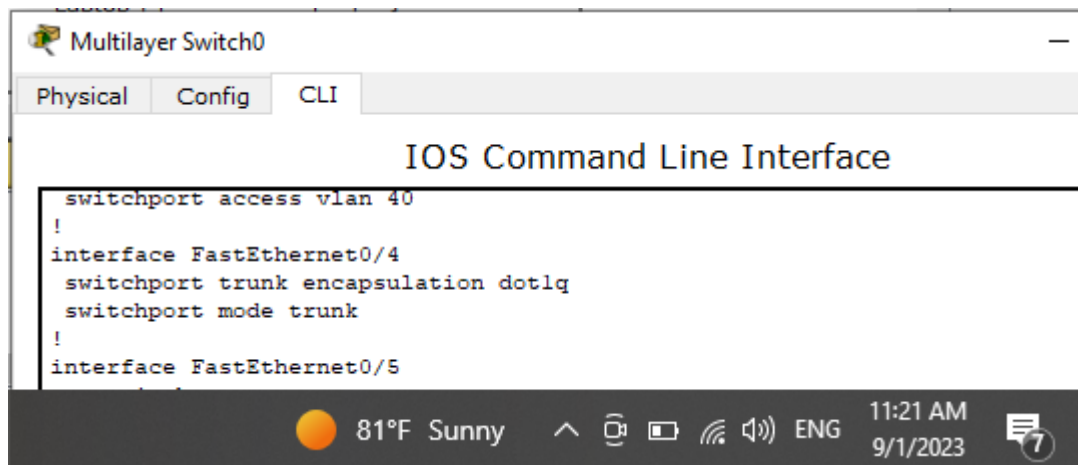 Multilayer Switch0
Physical Config CLI
IOS Command Line Interface
switchport access vlan 40
!
interface FastEthernet0/4
switchport trunk encapsulation dot1q
switchport mode trunk
!
interface FastEthernet0/5
81°F Sunny ENG 11:21 AM
9/1/2023
7